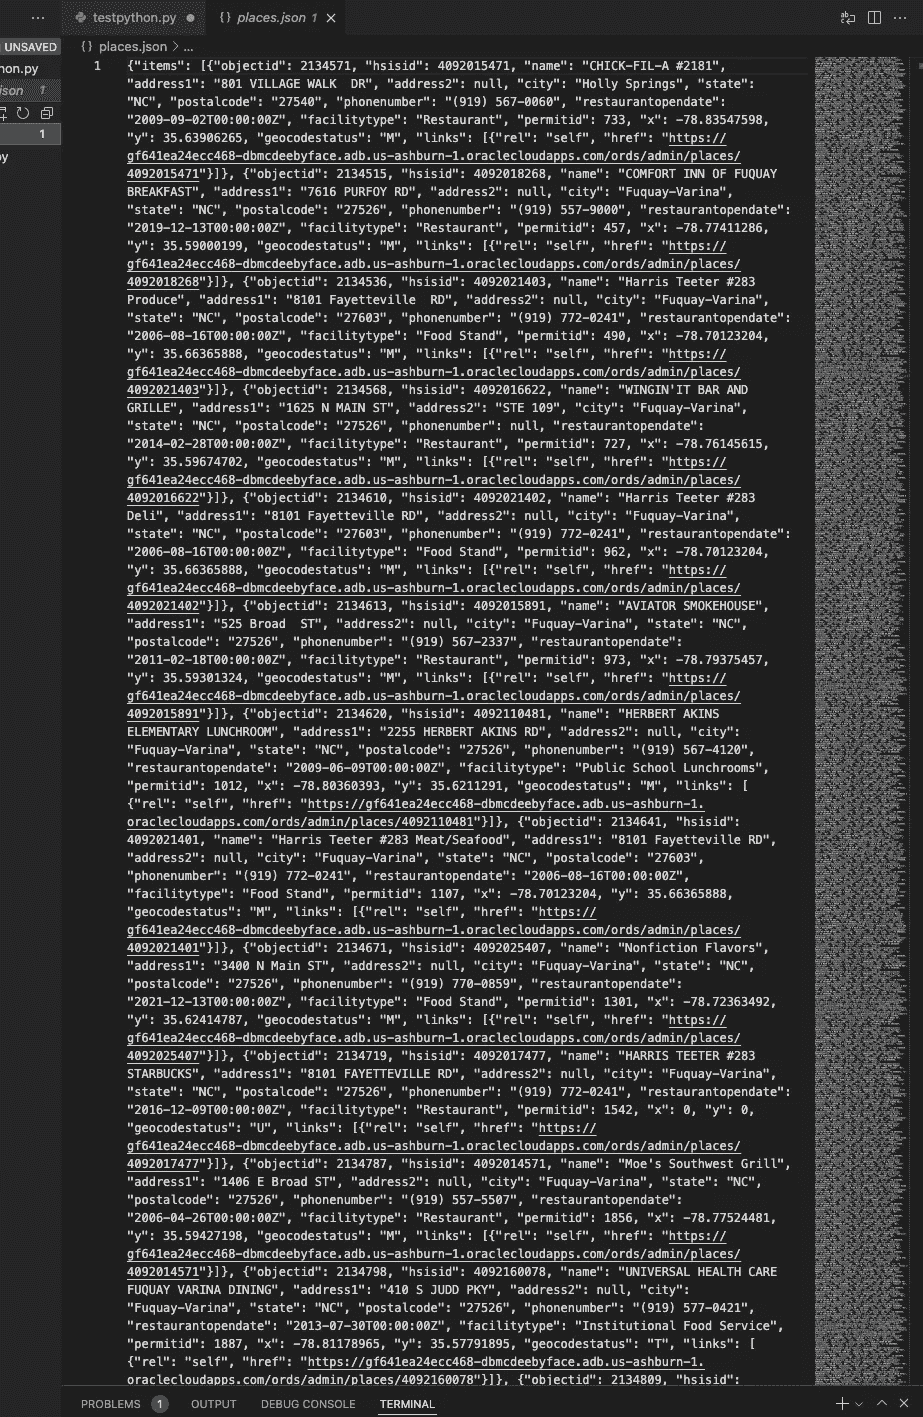 testpython.py
places.json 1
UNSAVED
places.json > ...
hon.py
json 1
1
py
1 {"items": [{"objectid": 2134571, "hsisid": 4092015471, "name": "CHICK-FIL-A #2181",
"address1": "801 VILLAGE WALK  DR", "address2": null, "city": "Holly Springs", "state":
"NC", "postalcode": "27540", "phonenumber": "(919) 567-0060", "restaurantopendate":
"2009-09-02T00:00:00Z", "facilitytype": "Restaurant", "permitid": 733, "x": -78.83547598,
"y": 35.63906265, "geocodestatus": "M", "links": [{"rel": "self", "href": "https://
gf641ea24ecc468-dbmcdeebyface.adb.us-ashburn-1.oraclecloudapps.com/ords/admin/places/
4092015471"}]}, {"objectid": 2134515, "hsisid": 4092018268, "name": "COMFORT INN OF FUQUAY
BREAKFAST", "address1": "7616 PURFOY RD", "address2": null, "city": "Fuquay-Varina",
"state": "NC", "postalcode": "27526", "phonenumber": "(919) 557-9000", "restaurantopendate":
"2019-12-13T00:00:00Z", "facilitytype": "Restaurant", "permitid": 457, "x": -78.77411286,
"y": 35.59000199, "geocodestatus": "M", "links": [{"rel": "self", "href": "https://
gf641ea24ecc468-dbmcdeebyface.adb.us-ashburn-1.oraclecloudapps.com/ords/admin/places/
4092018268"}]}, {"objectid": 2134536, "hsisid": 4092021403, "name": "Harris Teeter #283
Produce", "address1": "8101 Fayetteville  RD", "address2": null, "city": "Fuquay-Varina",
"state": "NC", "postalcode": "27603", "phonenumber": "(919) 772-0241", "restaurantopendate":
"2006-08-16T00:00:00Z", "facilitytype": "Food Stand", "permitid": 490, "x": -78.70123204,
"y": 35.66365888, "geocodestatus": "M", "links": [{"rel": "self", "href": "https://
gf641ea24ecc468-dbmcdeebyface.adb.us-ashburn-1.oraclecloudapps.com/ords/admin/places/
4092021403"}]}, {"objectid": 2134568, "hsisid": 4092016622, "name": "WINGIN'IT BAR AND
GRILLE", "address1": "1625 N MAIN ST", "address2": "STE 109", "city": "Fuquay-Varina",
"state": "NC", "postalcode": "27526", "phonenumber": null, "restaurantopendate":
"2014-02-28T00:00:00Z", "facilitytype": "Restaurant", "permitid": 727, "x": -78.76145615,
"y": 35.59674702, "geocodestatus": "M", "links": [{"rel": "self", "href": "https://
gf641ea24ecc468-dbmcdeebyface.adb.us-ashburn-1.oraclecloudapps.com/ords/admin/places/
4092016622"}]}, {"objectid": 2134610, "hsisid": 4092021402, "name": "Harris Teeter #283
Deli", "address1": "8101 Fayetteville RD", "address2": null, "city": "Fuquay-Varina",
"state": "NC", "postalcode": "27603", "phonenumber": "(919) 772-0241", "restaurantopendate":
"2006-08-16T00:00:00Z", "facilitytype": "Food Stand", "permitid": 962, "x": -78.70123204,
"y": 35.66365888, "geocodestatus": "M", "links": [{"rel": "self", "href": "https://
gf641ea24ecc468-dbmcdeebyface.adb.us-ashburn-1.oraclecloudapps.com/ords/admin/places/
4092021402"}]}, {"objectid": 2134613, "hsisid": 4092015891, "name": "AVIATOR SMOKEHOUSE",
"address1": "525 Broad  ST", "address2": null, "city": "Fuquay-Varina", "state": "NC",
"postalcode": "27526", "phonenumber": "(919) 567-2337", "restaurantopendate":
"2011-02-18T00:00:00Z", "facilitytype": "Restaurant", "permitid": 973, "x": -78.79375457,
"y": 35.59301324, "geocodestatus": "M", "links": [{"rel": "self", "href": "https://
gf641ea24ecc468-dbmcdeebyface.adb.us-ashburn-1.oraclecloudapps.com/ords/admin/places/
4092015891"}]}, {"objectid": 2134620, "hsisid": 4092110481, "name": "HERBERT AKINS
ELEMENTARY LUNCHROOM", "address1": "2255 HERBERT AKINS RD", "address2": null, "city":
"Fuquay-Varina", "state": "NC", "postalcode": "27526", "phonenumber": "(919) 567-4120",
"restaurantopendate": "2009-06-09T00:00:00Z", "facilitytype": "Public School Lunchrooms",
"permitid": 1012, "x": -78.80360393, "y": 35.6211291, "geocodestatus": "M", "links": [
{"rel": "self", "href": "https://gf641ea24ecc468-dbmcdeebyface.adb.us-ashburn-1.
oraclecloudapps.com/ords/admin/places/4092110481"}]}, {"objectid": 2134641, "hsisid":
4092021401, "name": "Harris Teeter #283 Meat/Seafood", "address1": "8101 Fayetteville RD",
"address2": null, "city": "Fuquay-Varina", "state": "NC", "postalcode": "27603",
"phonenumber": "(919) 772-0241", "restaurantopendate": "2006-08-16T00:00:00Z",
"facilitytype": "Food Stand", "permitid": 1107, "x": -78.70123204, "y": 35.66365888,
"geocodestatus": "M", "links": [{"rel": "self", "href": "https://
gf641ea24ecc468-dbmcdeebyface.adb.us-ashburn-1.oraclecloudapps.com/ords/admin/places/
4092021401"}]}, {"objectid": 2134671, "hsisid": 4092025407, "name": "Nonfiction Flavors",
"address1": "3400 N Main ST", "address2": null, "city": "Fuquay-Varina", "state": "NC",
"postalcode": "27526", "phonenumber": "(919) 770-0859", "restaurantopendate":
"2021-12-13T00:00:00Z", "facilitytype": "Food Stand", "permitid": 1301, "x": -78.72363492,
"y": 35.62414787, "geocodestatus": "M", "links": [{"rel": "self", "href": "https://
gf641ea24ecc468-dbmcdeebyface.adb.us-ashburn-1.oraclecloudapps.com/ords/admin/places/
4092025407"}]}, {"objectid": 2134719, "hsisid": 4092017477, "name": "HARRIS TEETER #283
STARBUCKS", "address1": "8101 FAYETTEVILLE RD", "address2": null, "city": "Fuquay-Varina",
"state": "NC", "postalcode": "27526", "phonenumber": "(919) 772-0241", "restaurantopendate":
"2016-12-09T00:00:00Z", "facilitytype": "Restaurant", "permitid": 1542, "x": 0, "y": 0,
"geocodestatus": "U", "links": [{"rel": "self", "href": "https://
gf641ea24ecc468-dbmcdeebyface.adb.us-ashburn-1.oraclecloudapps.com/ords/admin/places/
4092017477"}]}, {"objectid": 2134787, "hsisid": 4092014571, "name": "Moe's Southwest Grill",
"address1": "1406 E Broad ST", "address2": null, "city": "Fuquay-Varina", "state": "NC",
"postalcode": "27526", "phonenumber": "(919) 557-5507", "restaurantopendate":
"2006-04-26T00:00:00Z", "facilitytype": "Restaurant", "permitid": 1856, "x": -78.77524481,
"y": 35.59427198, "geocodestatus": "M", "links": [{"rel": "self", "href": "https://
gf641ea24ecc468-dbmcdeebyface.adb.us-ashburn-1.oraclecloudapps.com/ords/admin/places/
4092014571"}]}, {"objectid": 2134798, "hsisid": 4092160078, "name": "UNIVERSAL HEALTH CARE
FUQUAY VARINA DINING", "address1": "410 S JUDD PKY", "address2": null, "city":
"Fuquay-Varina", "state": "NC", "postalcode": "27526", "phonenumber": "(919) 577-0421",
"restaurantopendate": "2013-07-30T00:00:00Z", "facilitytype": "Institutional Food Service",
"permitid": 1887, "x": -78.81178965, "y": 35.57791895, "geocodestatus": "T", "links": [
{"rel": "self", "href": "https://gf641ea24ecc468-dbmcdeebyface.adb.us-ashburn-1.
oraclecloudapps.com/ords/admin/places/4092160078"}]}, {"objectid": 2134809, "hsisid":
PROBLEMS 1 OUTPUT DEBUG CONSOLE TERMINAL